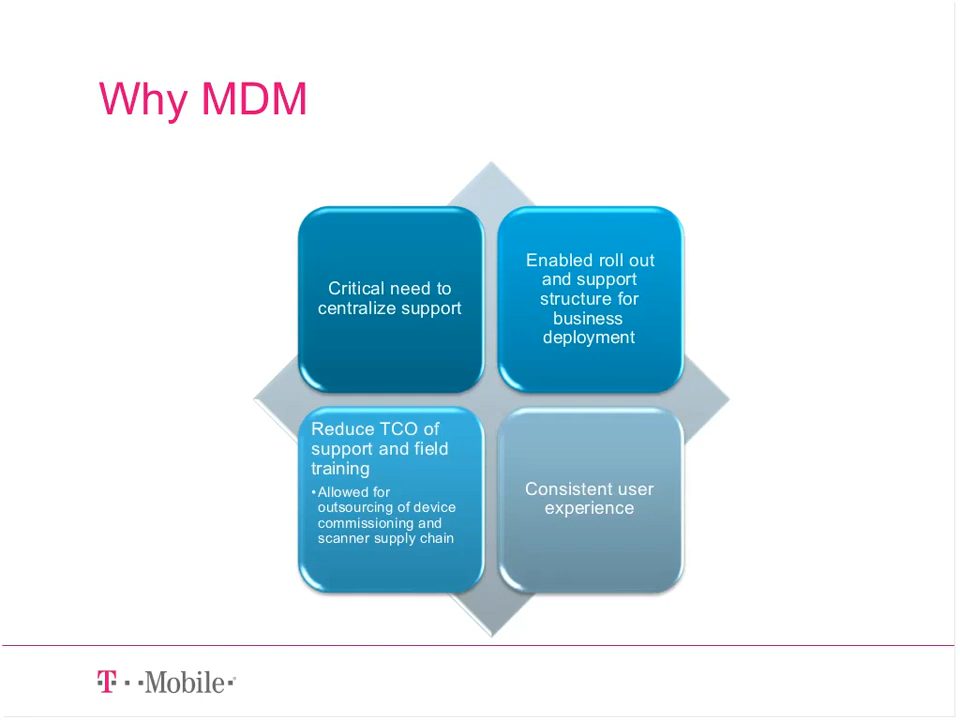 Why MDM
Critical need to
centralize support
Enabled roll out
and support
structure for
business
deployment
Reduce TCO of
support and field
training
•Allowed for
outsourcing of device
commissioning and
scanner supply chain
Consistent user
experience
T··Mobile·®